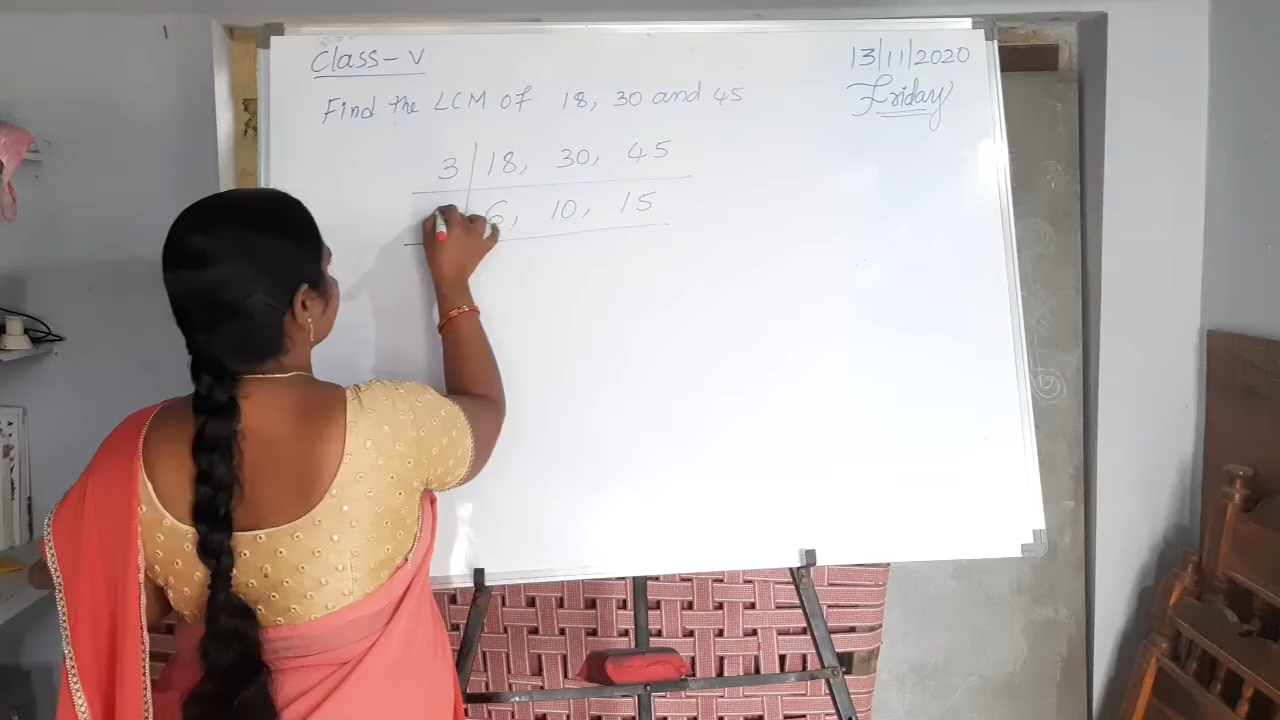 Class-V
13/11/2020
Friday
Find the LCM of 18, 30 and 45
3 | 18, 30, 45
6, 10, 15